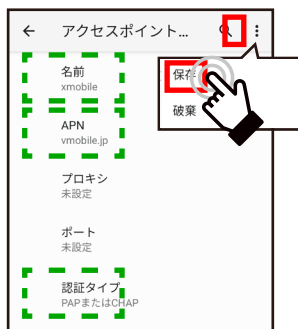 アクセスポイント...
保存
破棄
名前
xmobile
APN
vmobile.jp
プロキシ
未設定
ポート
未設定
認証タイプ
PAPまたはCHAP